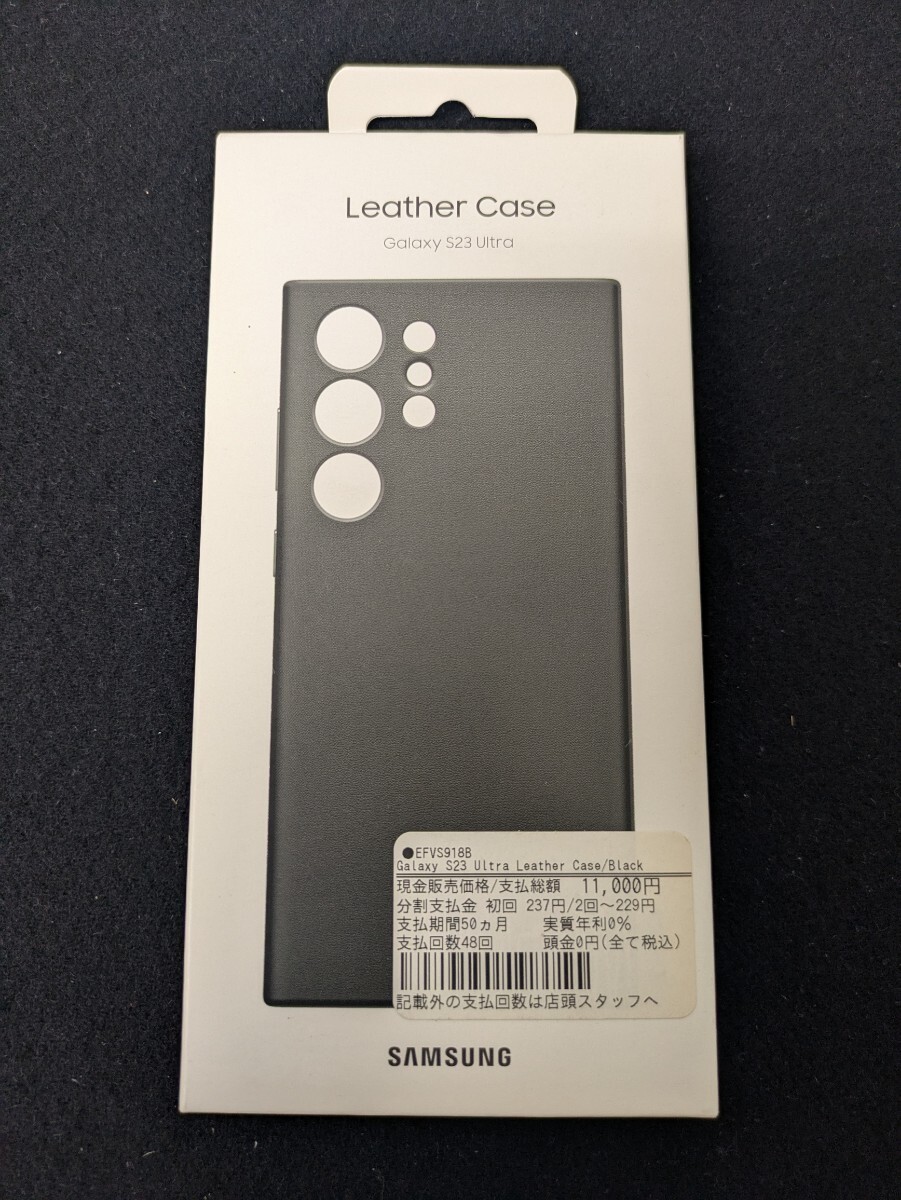 Leather Case
Galaxy S23 Ultra
●EFVS918B
Galaxy S23 Ultra Leather Case/Black
現金販売価格/支払総額 11,000円
分割支払金 初回 237円/2回～229円
支払期間50ヵ月 実質年利0%
支払回数48回 頭金0円(全て税込)
記載外の支払回数は店頭スタッフへ
SAMSUNG